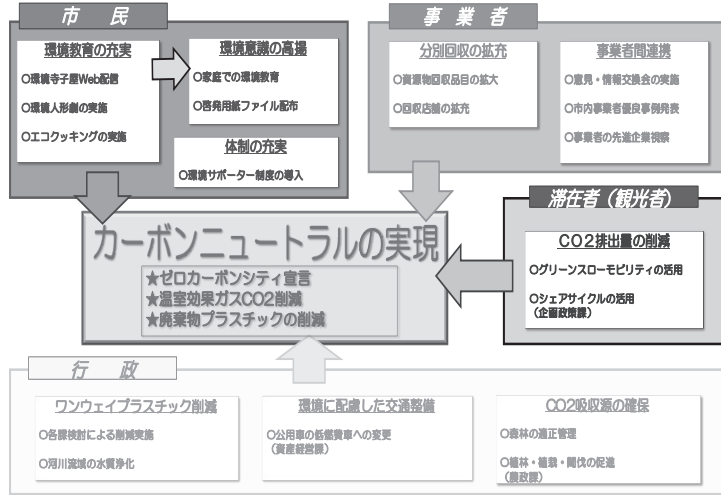 市　民
環境教育の充実
○環境寺子屋Web配信
○環境人形劇の実施
○エコクッキングの実施
環境意識の高揚
○家庭での環境教育
○啓発用紙ファイル配布
体制の充実
○環境サポーター制度の導入
事　業　者
分別回収の拡充
○資源物回収品目の拡大
○回収店舗の拡充
事業者間連携
○意見・情報交換会の実施
○市内事業者優良事例発表
○事業者の先進企業視察
滞在者（観光者）
CO2排出量の削減
○グリーンスローモビリティの活用
○シェアサイクルの活用
（企画政策課）
カーボンニュートラルの実現
★ゼロカーボンシティ宣言
★温室効果ガスCO2削減
★廃棄物プラスチックの削減
行　政
ワンウェイプラスチック削減
○各課検討による削減実施
○河川流域の水質浄化
環境に配慮した交通整備
○公用車の低燃費車への変更
（資産経営課）
CO2吸収源の確保
○森林の適正管理
○植林・植栽・間伐の促進
（農政課）